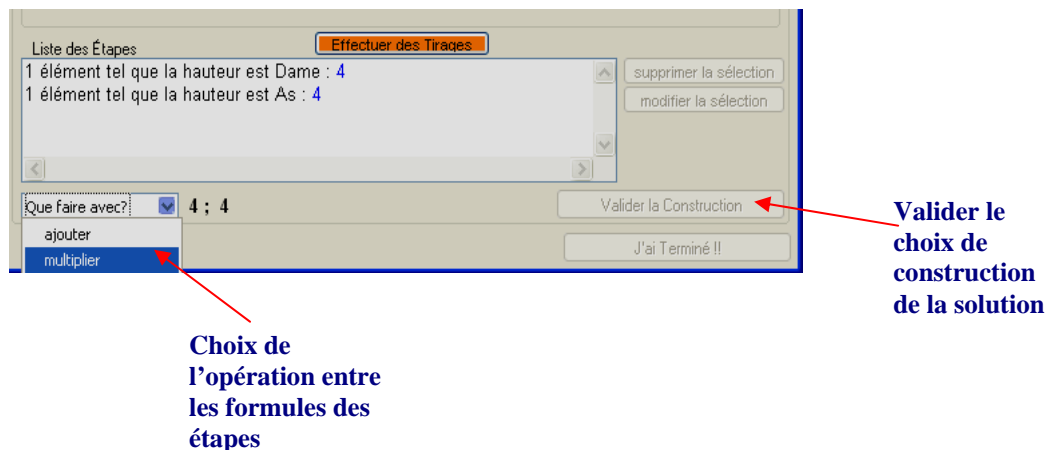 Liste des Étapes
Effectuer des Tirages
1 élément tel que la hauteur est Dame : 4
1 élément tel que la hauteur est As : 4
supprimer la sélection
modifier la sélection
Que faire avec?
4 ; 4
Valider la Construction
ajouter
multiplier
J'ai Terminé !!
Valider le
choix de
construction
de la solution
Choix de
l’opération entre
les formules des
étapes